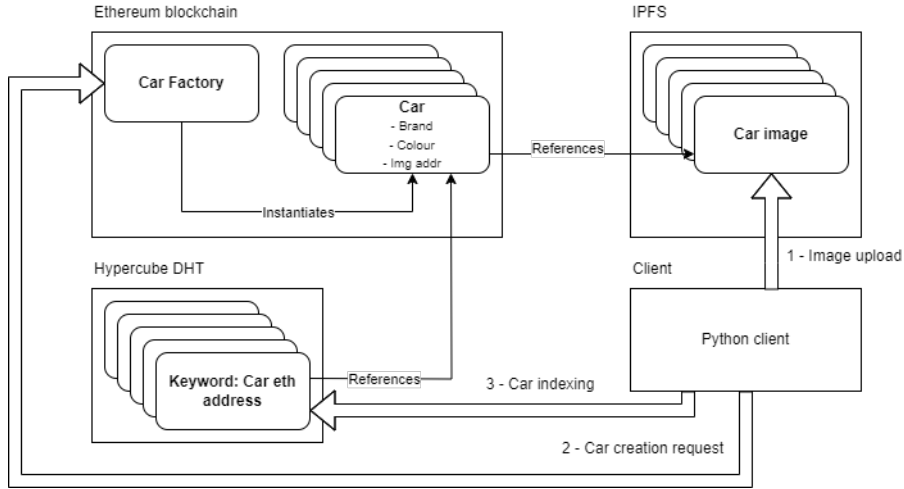 Ethereum blockchain
IPFS
Car Factory
Car
- Brand
- Colour
- Img addr
References
Car image
Instantiates
1 - Image upload
Hypercube DHT
Client
Python client
Keyword: Car eth
address
References
3 - Car indexing
2 - Car creation request